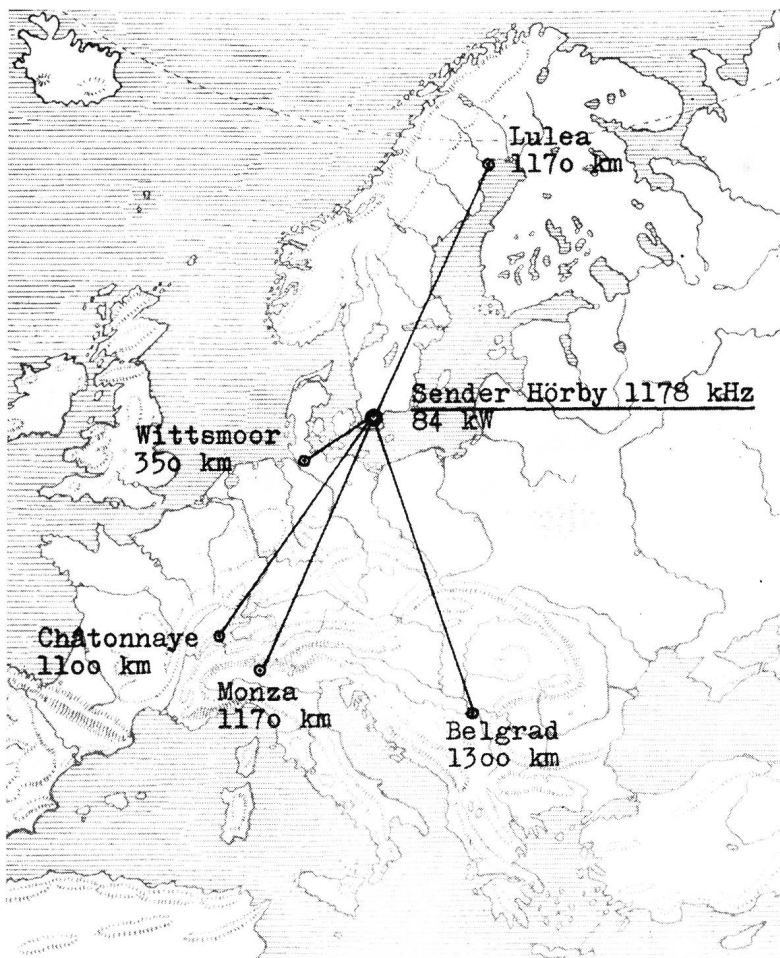 Lulea
117o km
Sender Hörby 1178 kHz
84 kW
Wittsmoor
35o km
Châtonnaye
11oo km
Monza
117o km
Belgrad
13oo km